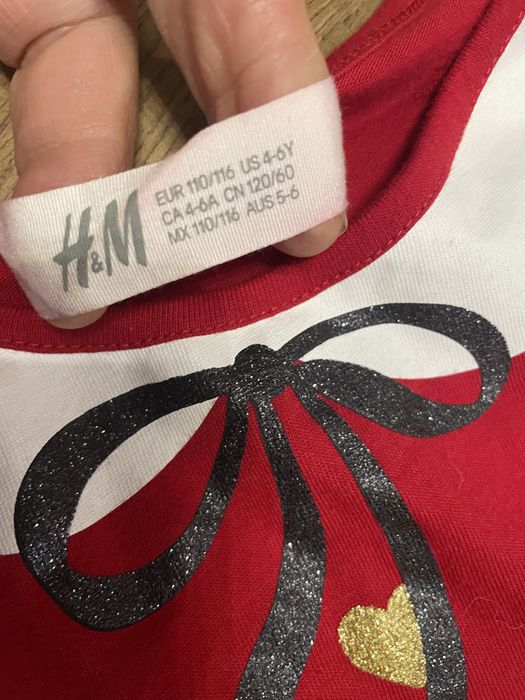 H&M
EUR 110/116 US 4-6Y
CA 4-6A CN 120/60
MX 110/116 AUS 5-6